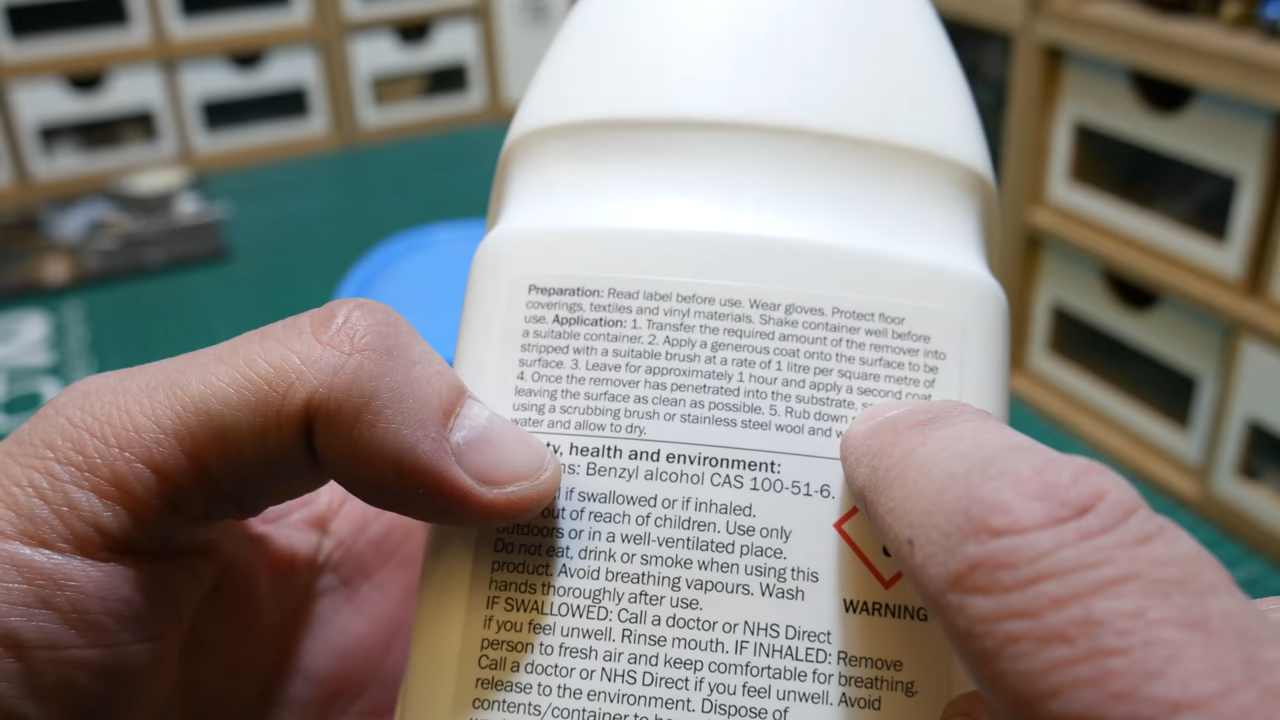 Preparation: Read label before use. Wear gloves. Protect floor
coverings, textiles and vinyl materials. Shake container well before
use. Application: 1. Transfer the required amount of the remover into
a suitable container. 2. Apply a generous coat onto the surface to be
stripped with a suitable brush at a rate of 1 litre per square metre of
surface. 3. Leave for approximately 1 hour and apply a second coat
4. Once the remover has penetrated into the substrate,
leaving the surface as clean as possible. 5. Rub down
using a scrubbing brush or stainless steel wool and
water and allow to dry.
health and environment:
Benzyl alcohol CAS 100-51-6.
if swallowed or if inhaled.
out of reach of children. Use only
outdoors or in a well-ventilated place.
Do not eat, drink or smoke when using this
product. Avoid breathing vapours. Wash
hands thoroughly after use.
WARNING
IF SWALLOWED: Call a doctor or NHS Direct
if you feel unwell. Rinse mouth. IF INHALED: Remove
person to fresh air and keep comfortable for breathing.
Call a doctor or NHS Direct if you feel unwell. Avoid
release to the environment. Dispose of
contents/container to